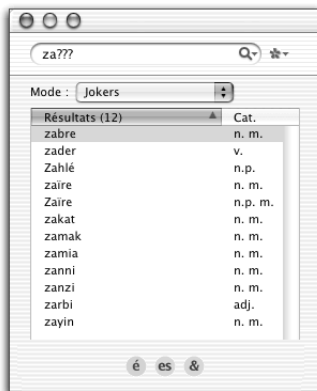 za???
Mode : Jokers
Résultats (12) Cat.
zabre n. m.
zader v.
Zahlé n.p.
zaïre n. m.
Zaïre n.p. m.
zakat n. m.
zamak n. m.
zamia n. m.
zanni n. m.
zanzi n. m.
zarbi adj.
zayin n. m.
é es &